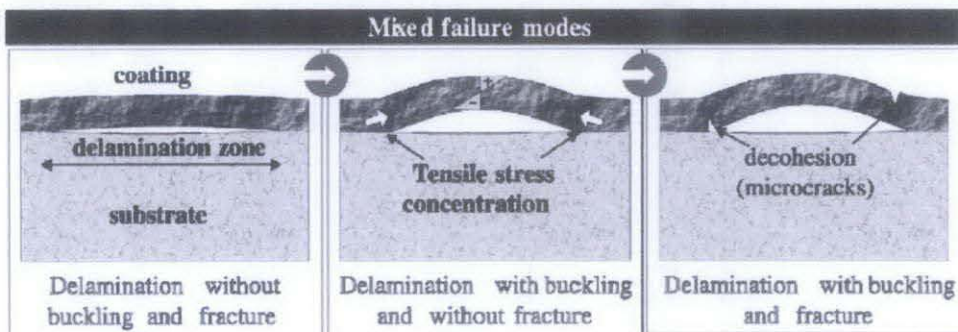 Mixed failure modes
coating
delamination zone
substrate
Delamination without
buckling and fracture
+
-
Tensile stress
concentration
Delamination with buckling
and without fracture
decohesion
(microcracks)
Delamination with buckling
and fracture